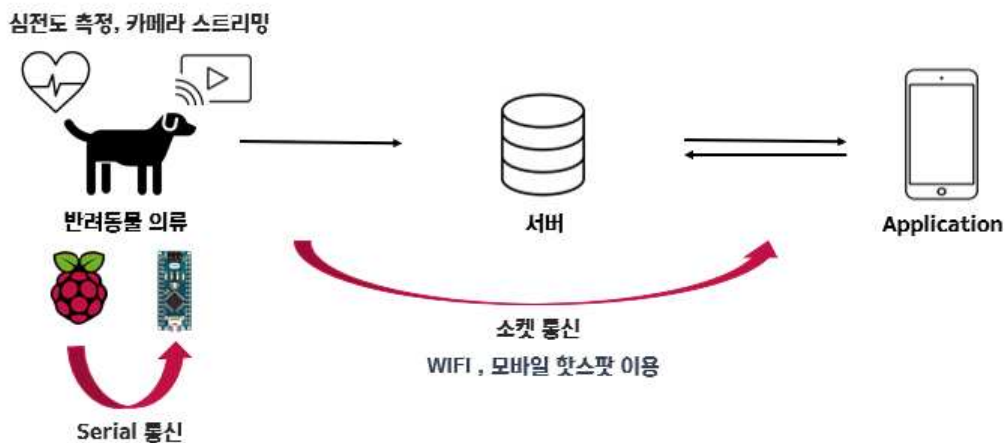 심전도 측정, 카메라 스트리밍
반려동물 의류
서버
Application
소켓 통신
WIFI , 모바일 핫스팟 이용
Serial 통신